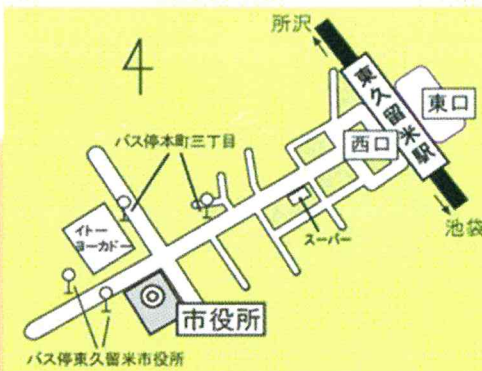 所沢
4
東久留米駅
東口
バス停本町三丁目
西口
イトー
ヨーカドー
スーパー
池袋
市役所
バス停東久留米市役所